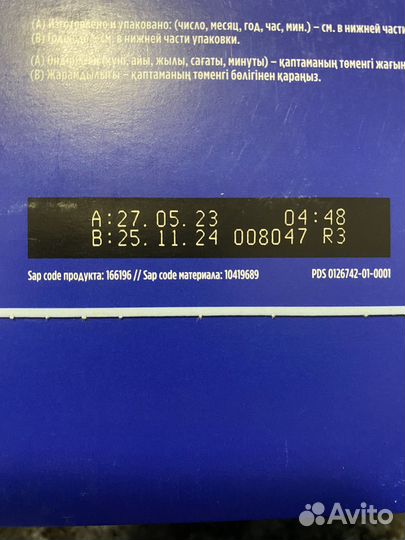 (A) Изготовлено и упаковано: (число, месяц, год, час, мин.) – см. в нижней части
(B) Годен до: – см. в нижней части упаковки.
(A) (күні, айы, жылы, сағаты, минуты) – қаптаманың төменгі жағын
(B) Жарамдылығы – қаптаманың төменгі бөлігінен қараңыз.
A:27.05.23 04:48
B:25.11.24 008047 R3
Sap code продукта: 166196 // Sap code материала: 10419689 PDS 0126742-01-0001
Avito